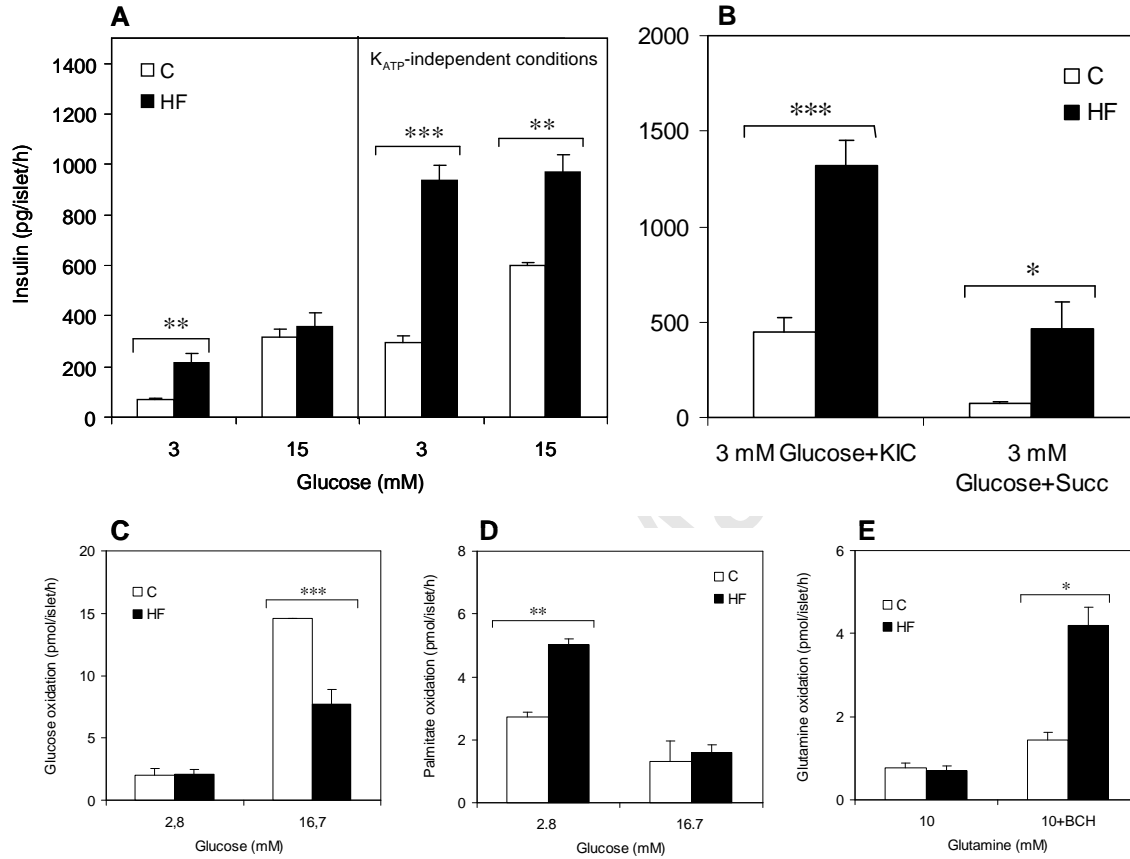 A
1400
1200
1000
800
600
400
200
0
Insulin (pg/islet/h)
C
HF
K_ATP-independent conditions
**
***
**
3
15
3
15
Glucose (mM)
B
2000
1500
1000
500
0
C
HF
***
*
3 mM Glucose+KIC
3 mM
Glucose+Succ
C
20
15
10
5
0
Glucose oxidation (pmol/islet/h)
C
HF
***
2,8
16,7
Glucose (mM)
D
8
6
4
2
0
Palmitate oxidation (pmol/islet/h)
C
HF
**
2.8
16.7
Glucose (mM)
E
6
4
2
0
Glutamine oxidation (pmol/islet/h)
C
HF
*
10
10+BCH
Glutamine (mM)